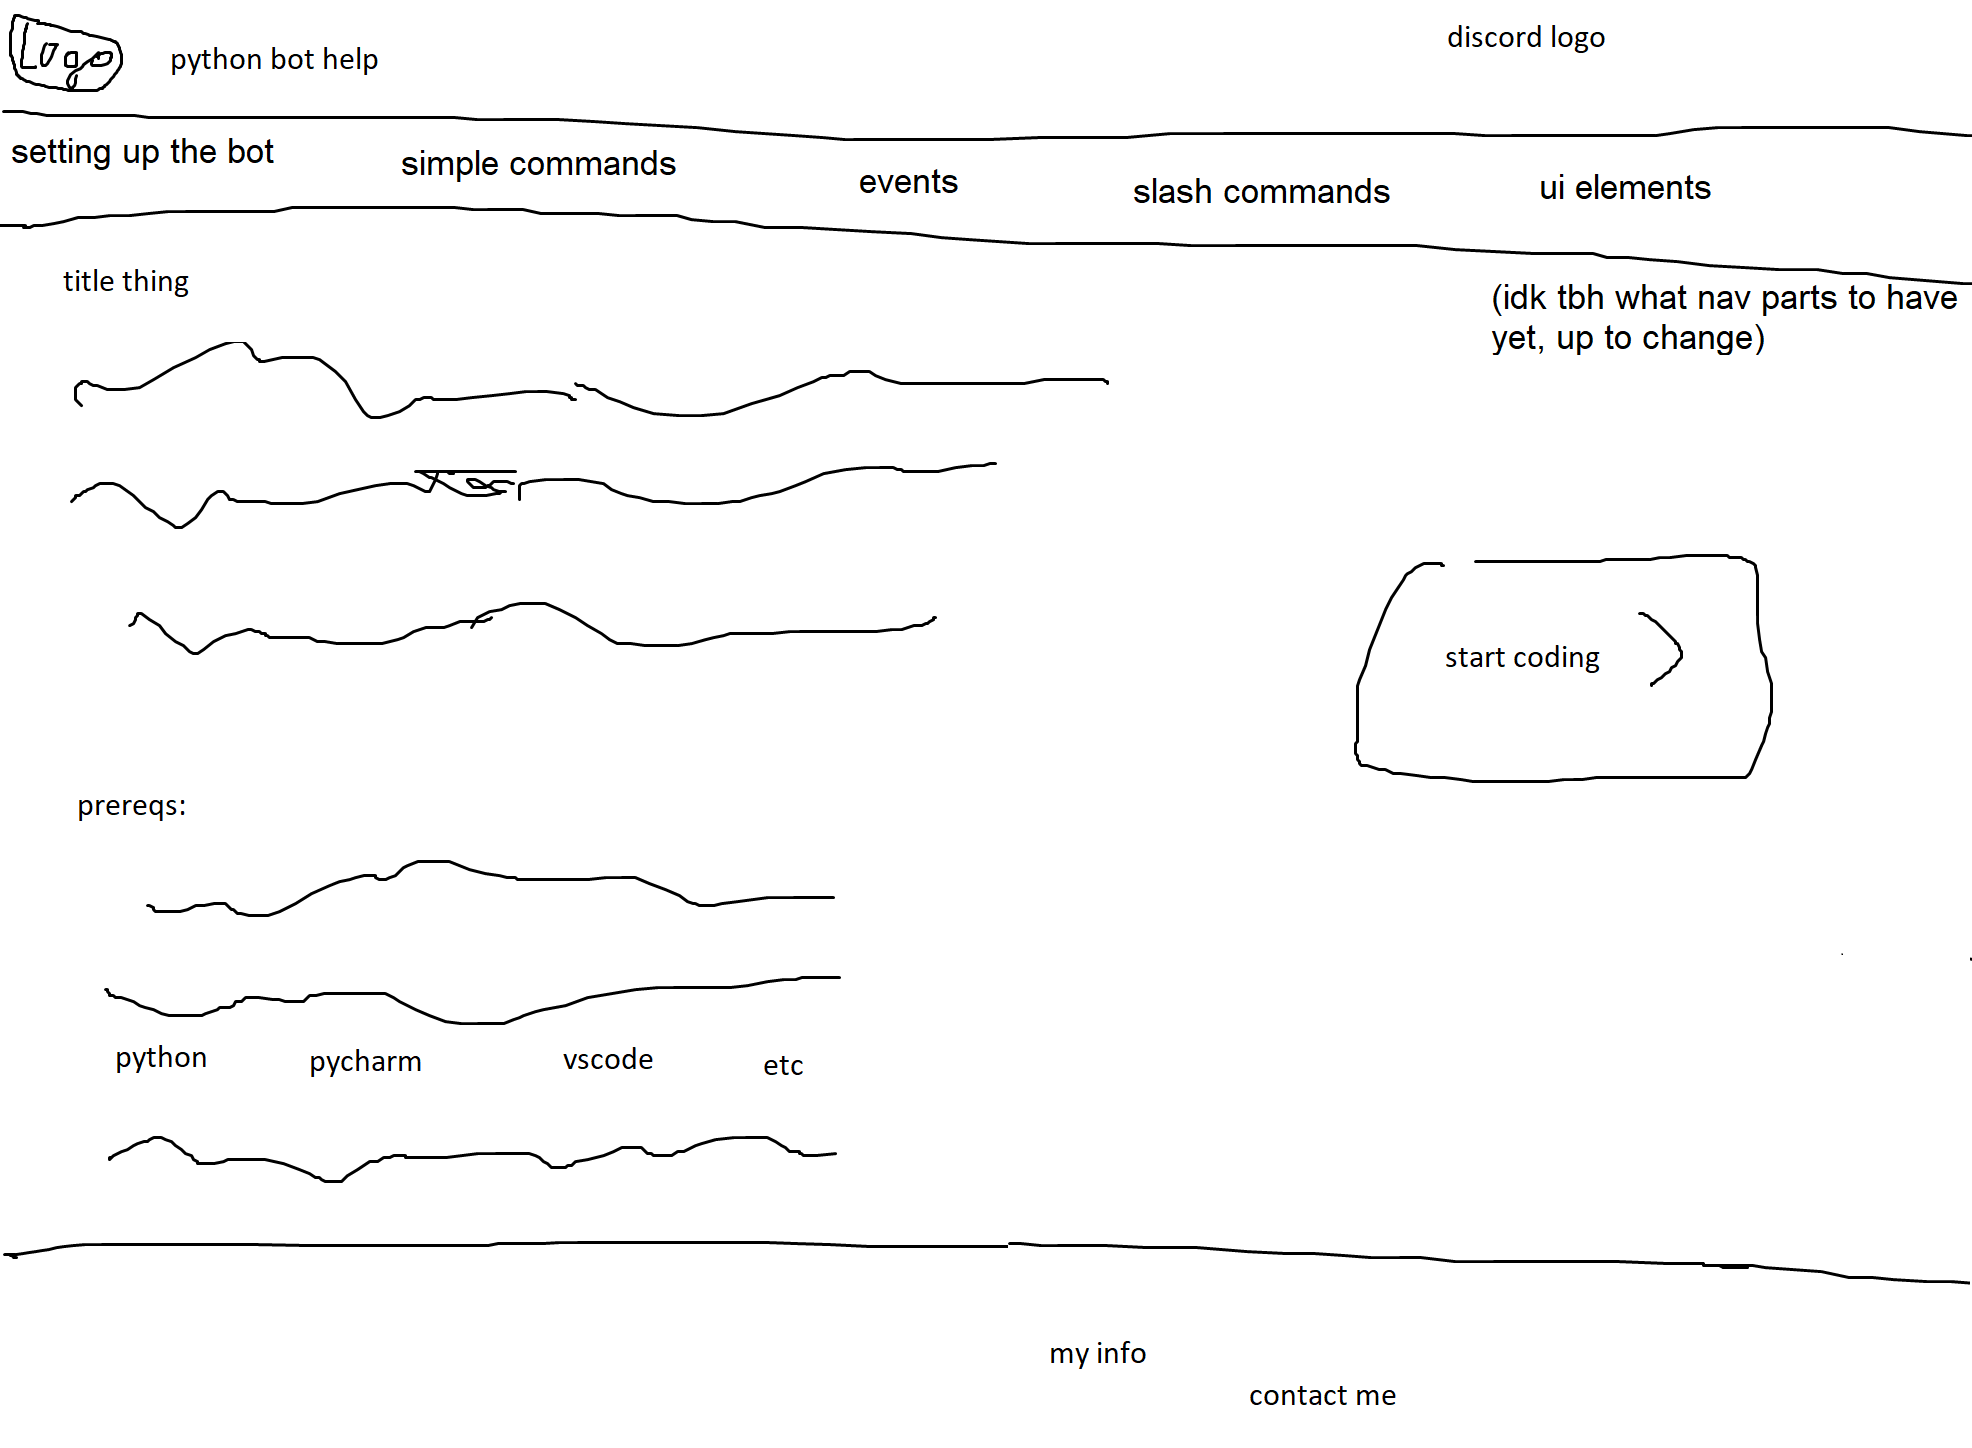 Logo
python bot help
discord logo
setting up the bot
simple commands
events
slash commands
ui elements
title thing
(idk tbh what nav parts to have
yet, up to change)
start coding
prereqs:
python
pycharm
vscode
etc
my info
contact me